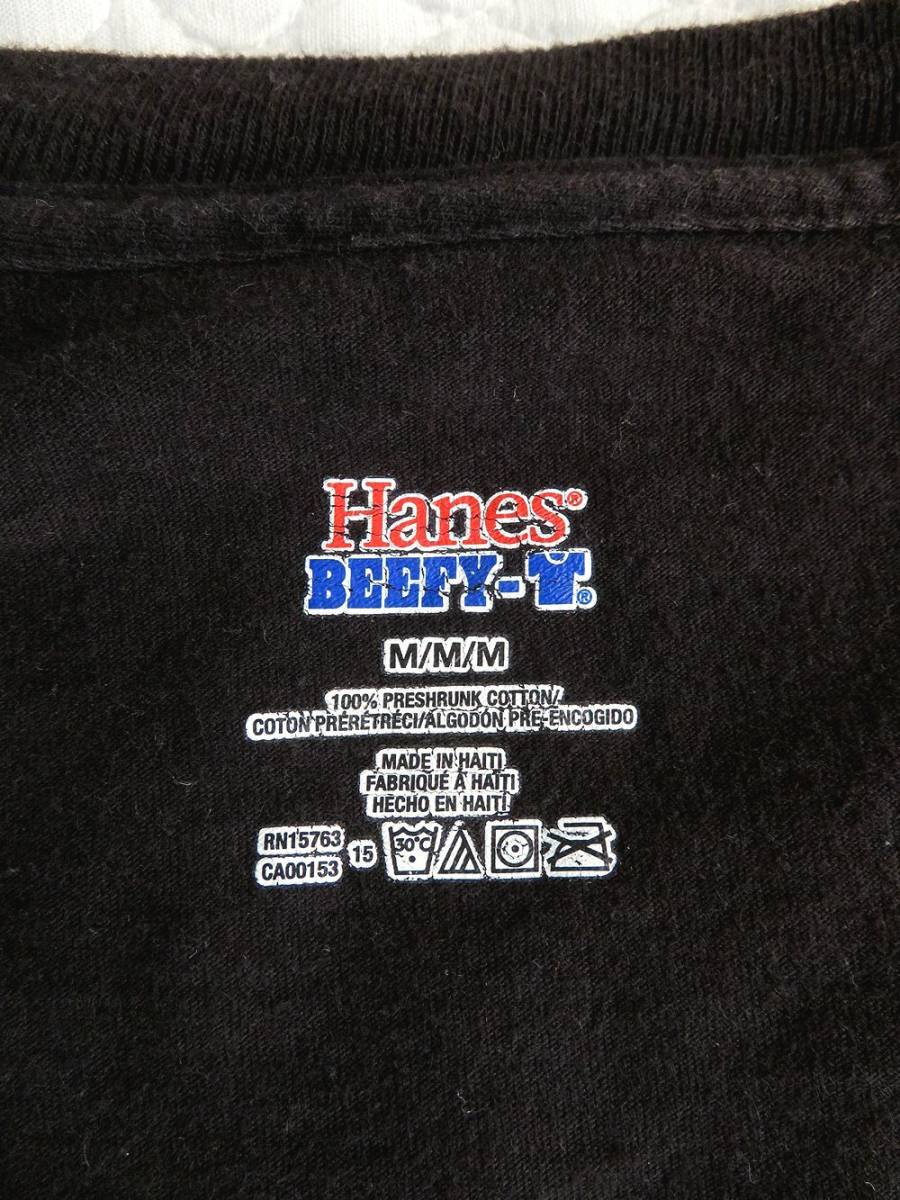 Hanes®
BEEFY-T®
M/M/M
100% PRESHRUNK COTTON/
COTON PRÉRÉTRÉCI/ALGODÓN PRE-ENCOGIDO
MADE IN HAITI
FABRIQUÉ À HAÏTI
HECHO EN HAITÍ
RN15763
CA00153
15
30°C